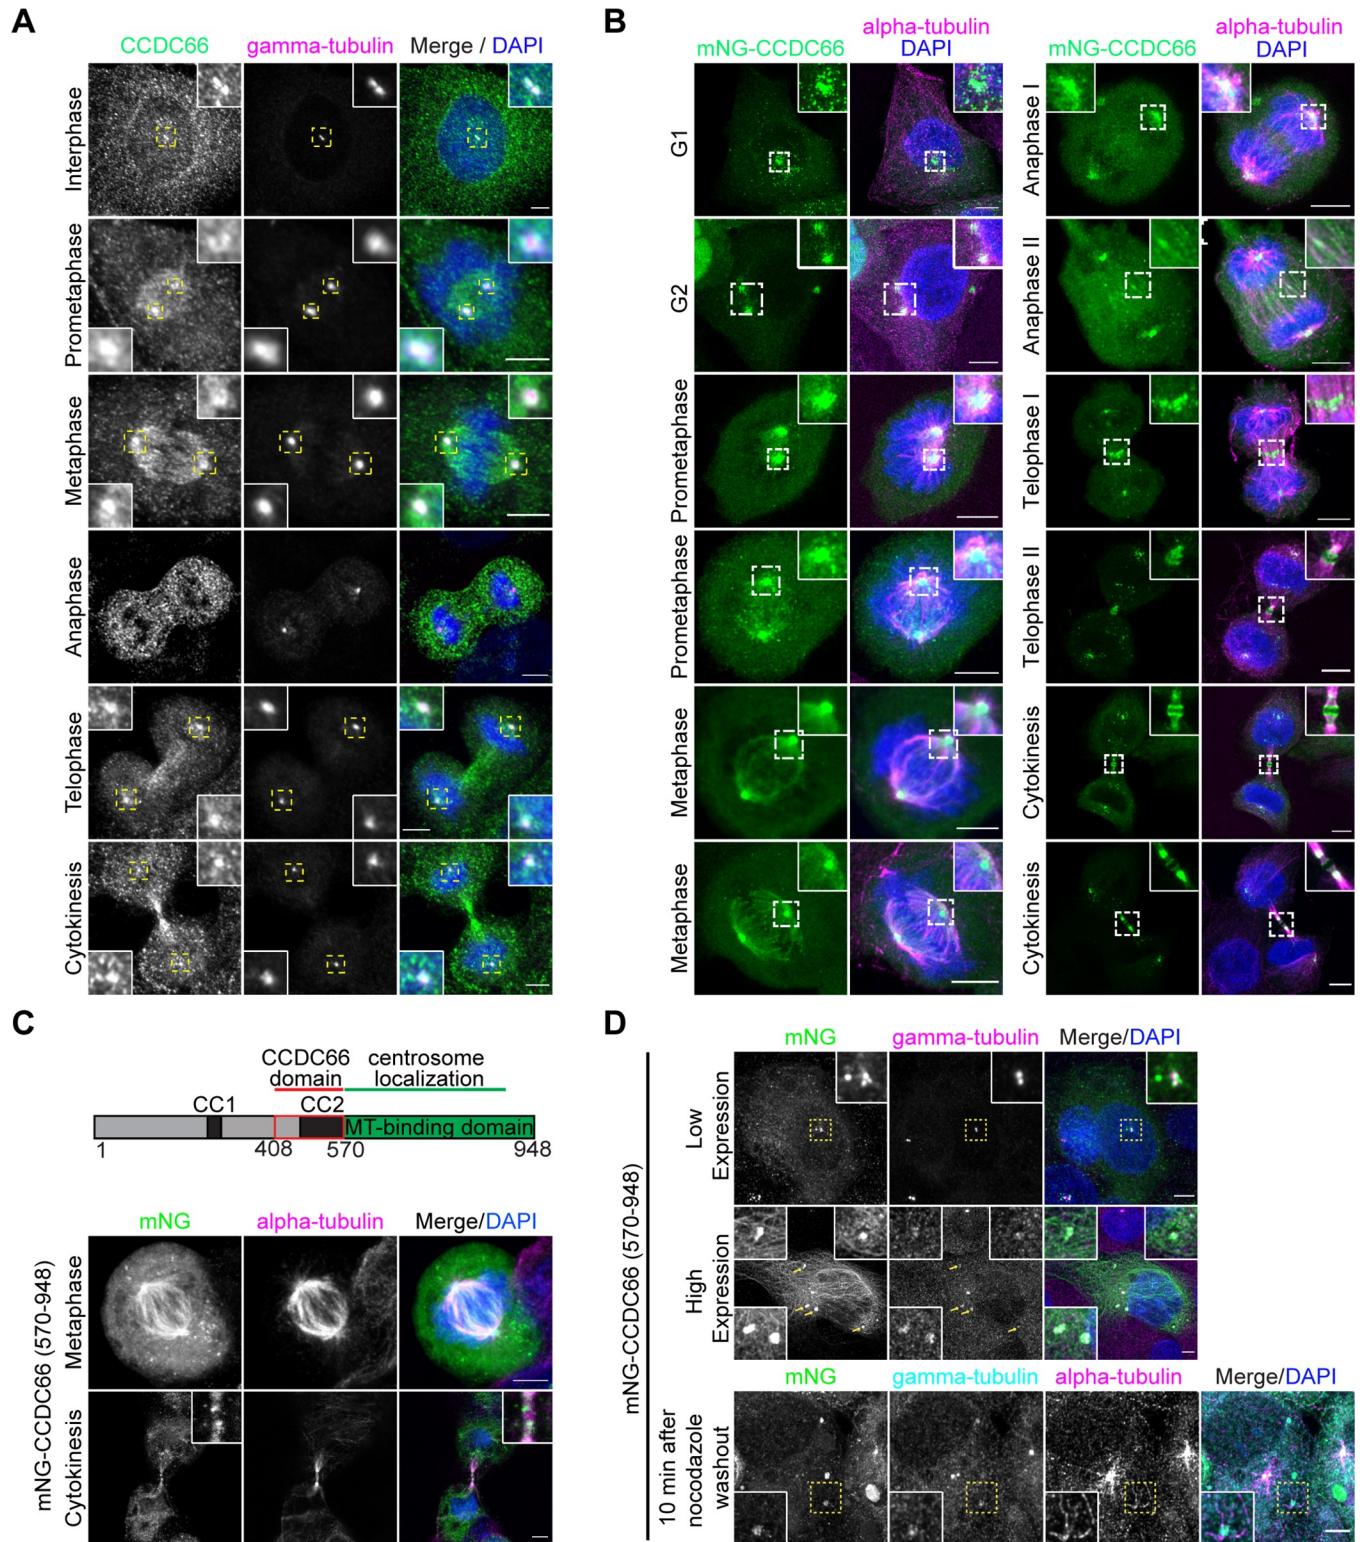 A
CCDC66 gamma-tubulin Merge / DAPI
Interphase
Prometaphase
Metaphase
Anaphase
Telophase
Cytokinesis
B
mNG-CCDC66
alpha-tubulin
DAPI
mNG-CCDC66
alpha-tubulin
DAPI
G1
G2
Prometaphase
Prometaphase
Metaphase
Metaphase
Anaphase I
Anaphase II
Telophase I
Telophase II
Cytokinesis
Cytokinesis
C
CCDC66
domain
centrosome
localization
CC1
CC2
MT-binding domain
1
408
570
948
mNG alpha-tubulin Merge/DAPI
mNG-CCDC66 (570-948)
Metaphase
Cytokinesis
D
mNG gamma-tubulin Merge/DAPI
mNG-CCDC66 (570-948)
Low
Expression
High
Expression
mNG gamma-tubulin alpha-tubulin Merge/DAPI
10 min after
nocodazole
washout